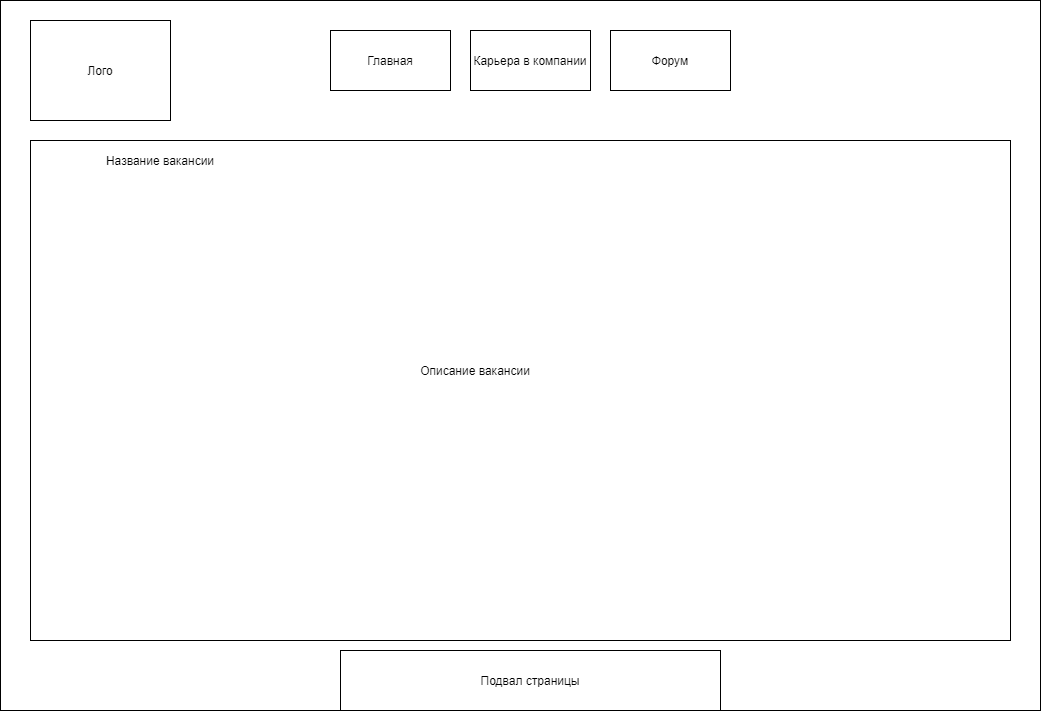 Лого
Главная
Карьера в компании
Форум
Название вакансии
Описание вакансии
Подвал страницы